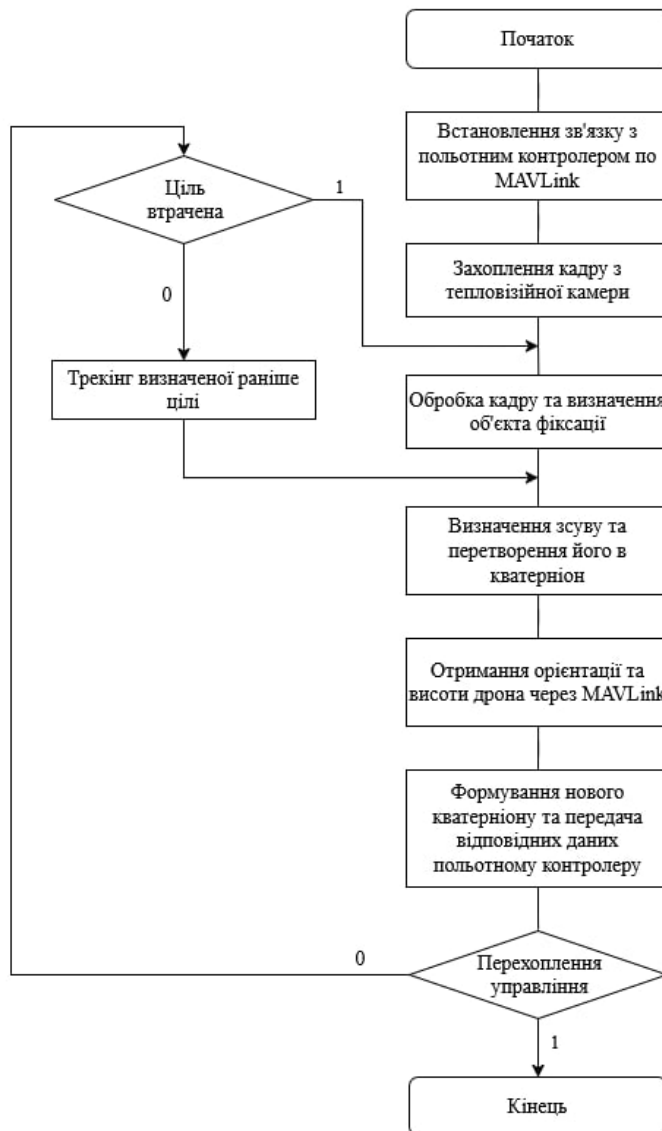 Початок
Встановлення зв'язку з
польотним контролером по
MAVLink
Ціль
втрачена
1
Захоплення кадру з
тепловізійної камери
0
Трекінг визначеної раніше
цілі
Обробка кадру та визначення
об'єкта фіксації
Визначення зсуву та
перетворення його в
кватерніон
Отримання орієнтації та
висоти дрона через MAVLink
Формування нового
кватерніону та передача
відповідних даних
польотному контролеру
0
Перехоплення
управління
1
Кінець